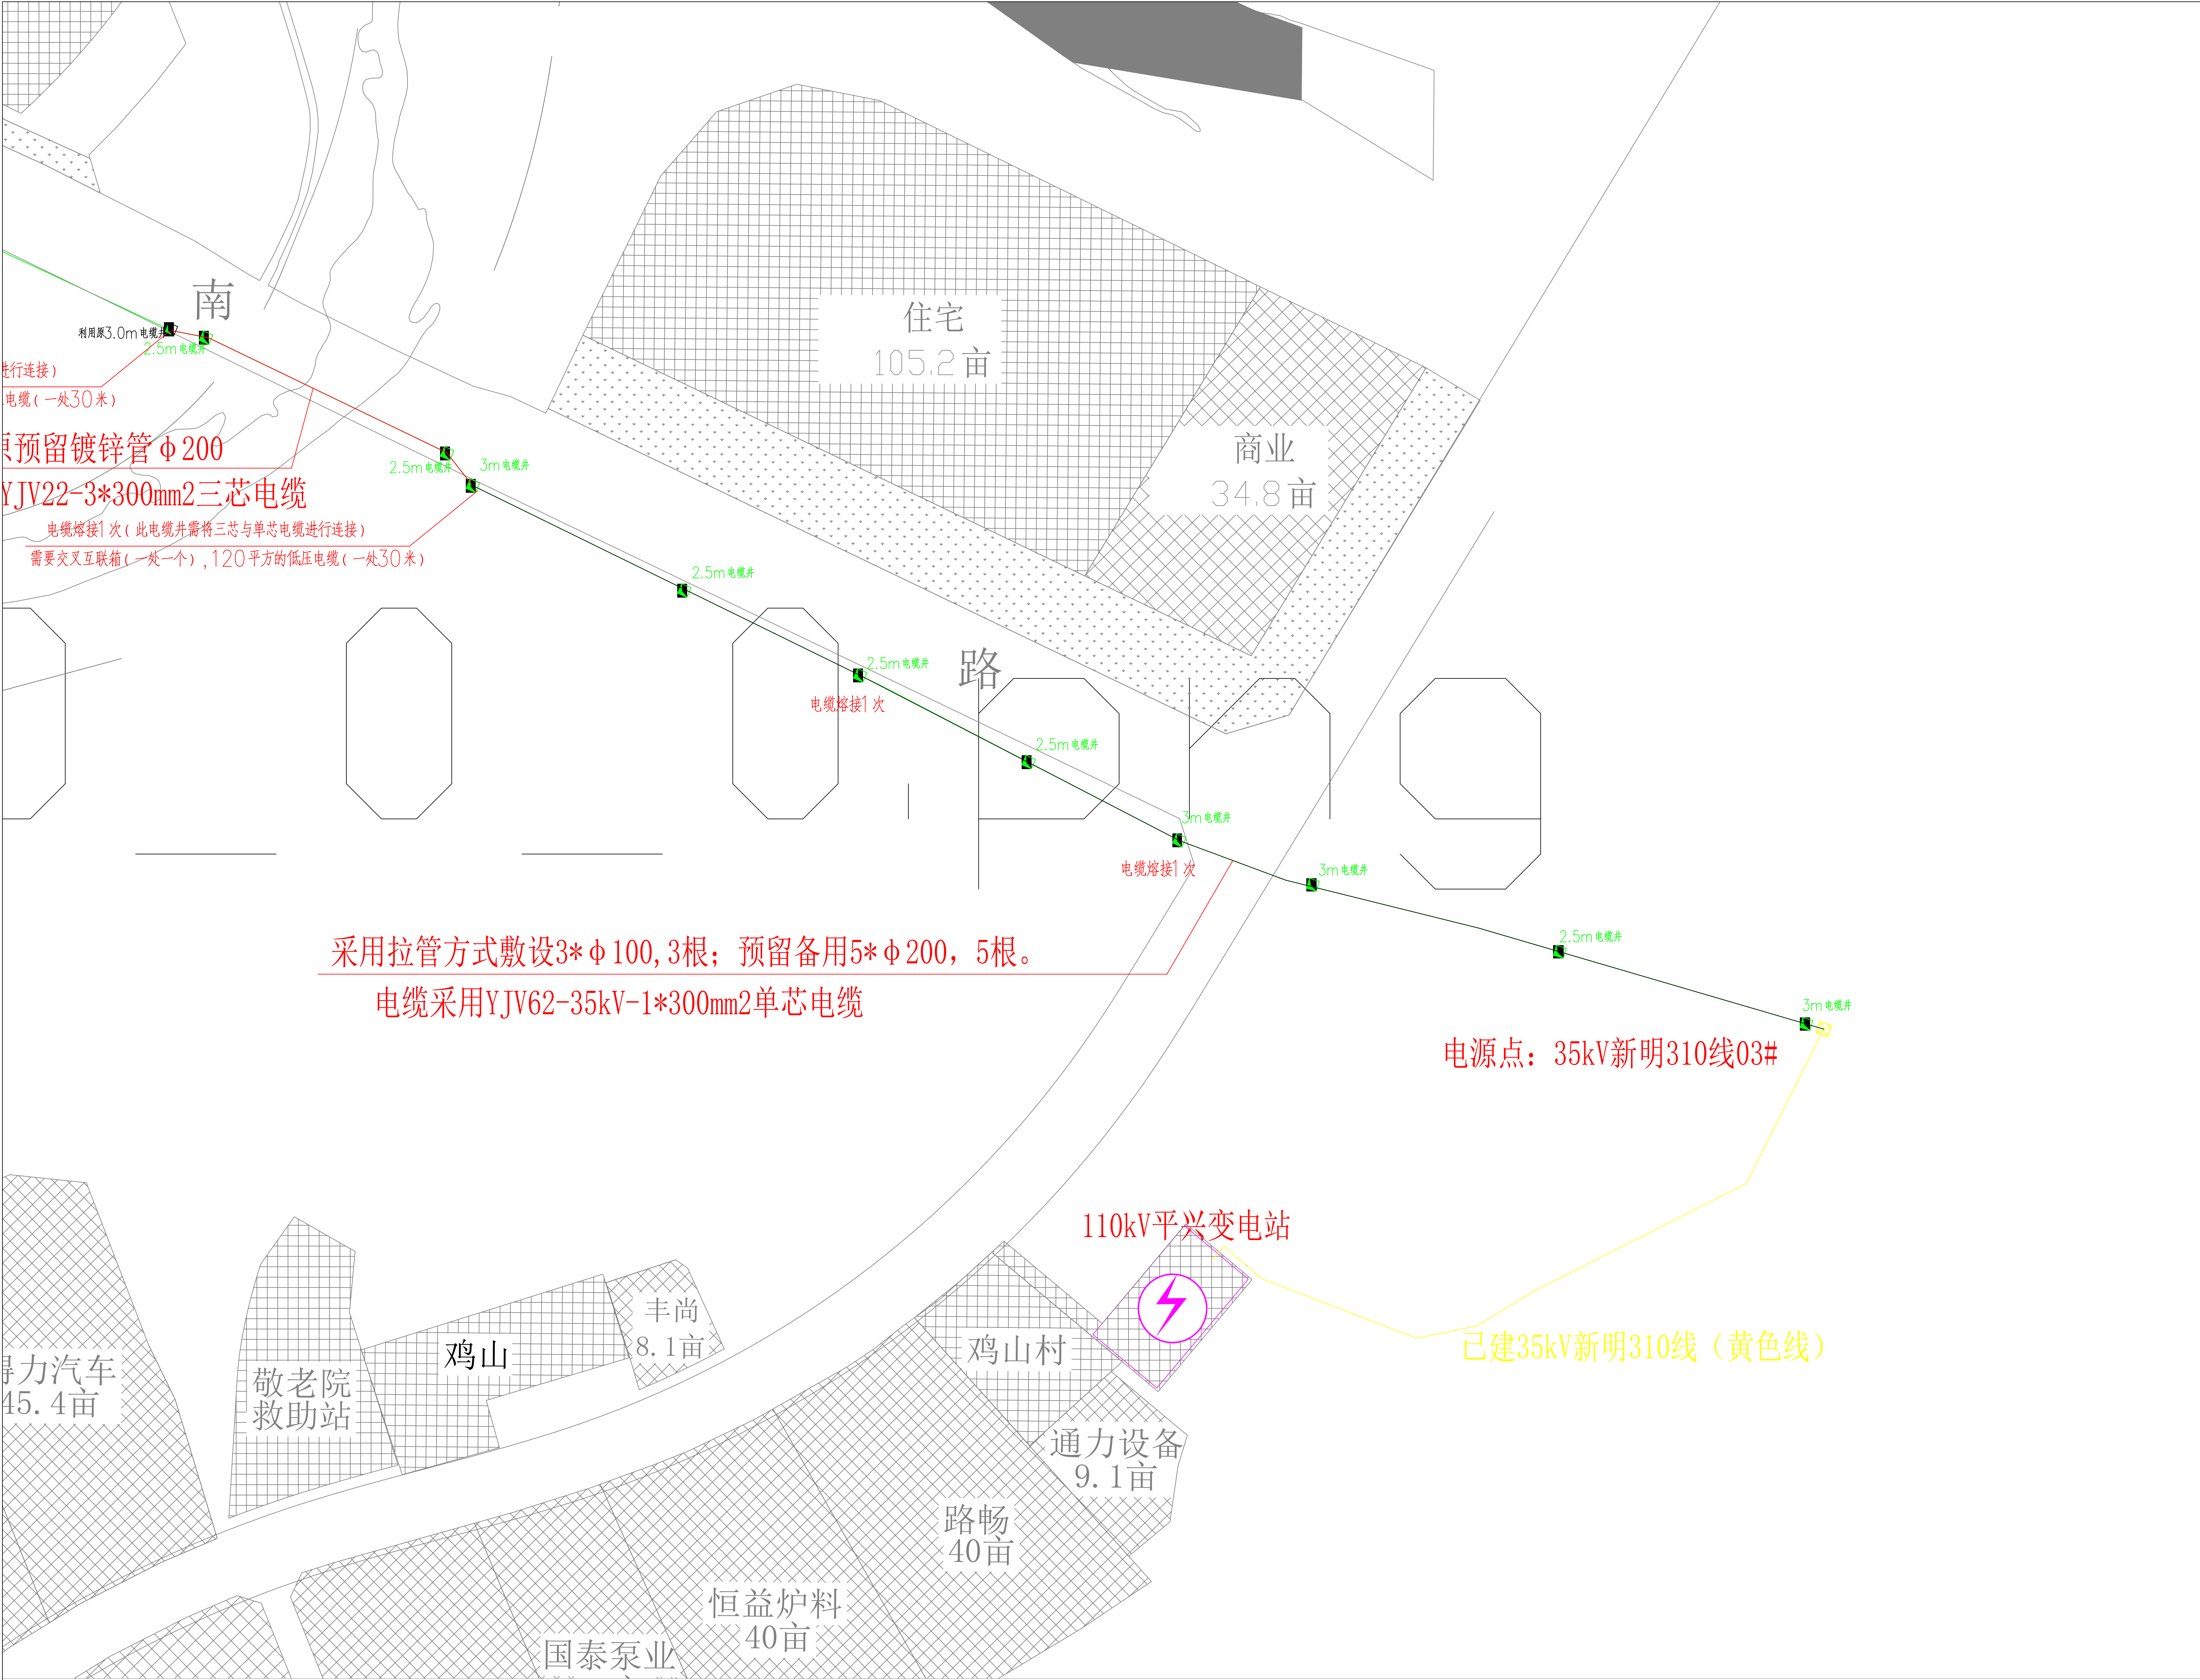 南
住宅
105.2亩
利用原3.0m电缆井
2.5m电缆井
进行连接)
电缆(一处30米)
商业
34.8亩
原预留镀锌管φ200
2.5m电缆井
3m电缆井
YJV22-3*300mm2三芯电缆
电缆熔接1次(此电缆井需将三芯与单芯电缆进行连接)
需要交叉互联箱(一处一个),120平方的低压电缆(一处30米)
2.5m电缆井
2.5m电缆井
路
电缆熔接1次
2.5m电缆井
3m电缆井
电缆熔接1次
3m电缆井
采用拉管方式敷设3*φ100,3根；预留备用5*φ200，5根。
2.5m电缆井
电缆采用YJV62-35kV-1*300mm2单芯电缆
3m电缆井
电源点：35kV新明310线03#
110kV平兴变电站
丰尚
8.1亩
鸡山
鸡山村
已建35kV新明310线（黄色线）
得力汽车
45.4亩
敬老院
救助站
通力设备
9.1亩
路畅
40亩
恒益炉料
40亩
国泰泵业